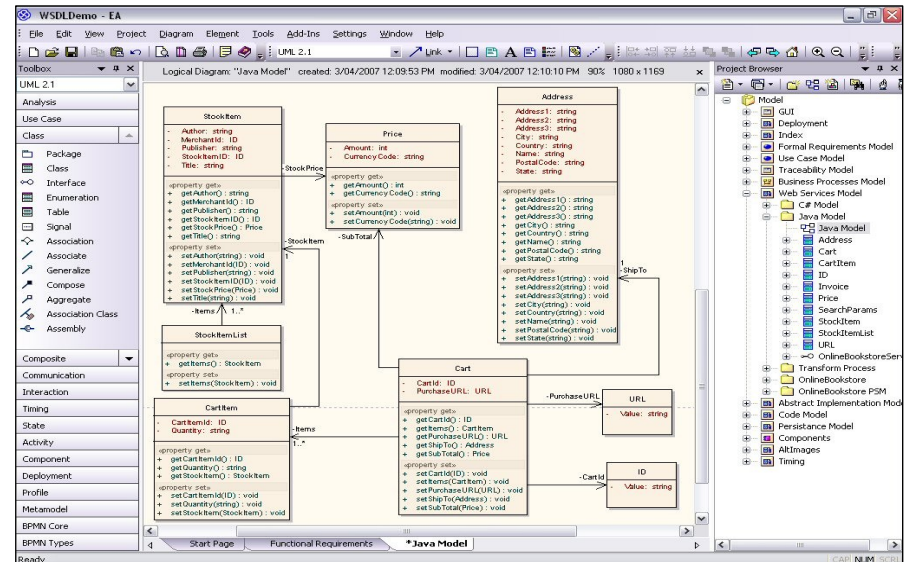 WSDLDemo - EA
File Edit View Project Diagram Element Tools Add-Ins Settings Window Help
UML 2.1
Link
A
Toolbox
UML 2.1
Analysis
Use Case
Class
Package
Class
Interface
Enumeration
Table
Signal
Association
Associate
Generalize
Compose
Aggregate
Association Class
Assembly
Composite
Communication
Interaction
Timing
State
Activity
Component
Deployment
Profile
Metamodel
BPMN Core
BPMN Types
Logical Diagram: "Java Model" created: 3/04/2007 12:09:53 PM modified: 3/04/2007 12:10:10 PM 90% 1080 x 1169
StockItem
- Author: string
- MerchantId: ID
- Publisher: string
- StockItemID: ID
- Title: string
«property get»
+ getAuthor() : string
+ getMerchantId() : ID
+ getPublisher() : string
+ getStockItemID() : ID
+ getStockPrice() : Price
+ getTitle() : string
«property set»
+ setAuthor(string) : void
+ setMerchantId(ID) : void
+ setPublisher(string) : void
+ setStockItemID(ID) : void
+ setStockPrice(Price) : void
+ setTitle(string) : void
-StockPrice
Price
- Amount: int
- CurrencyCode: string
«property get»
+ getAmount() : int
+ getCurrencyCode() : string
«property set»
+ setAmount(int) : void
+ setCurrencyCode(string) : void
-SubTotal
-StockItem
1
Address
- Address1: string
- Address2: string
- Address3: string
- City: string
- Country: string
- Name: string
- PostalCode: string
- State: string
«property get»
+ getAddress1() : string
+ getAddress2() : string
+ getAddress3() : string
+ getCity() : string
+ getCountry() : string
+ getName() : string
+ getPostalCode() : string
+ getState() : string
«property set»
+ setAddress1(string) : void
+ setAddress2(string) : void
+ setAddress3(string) : void
+ setCity(string) : void
+ setCountry(string) : void
+ setName(string) : void
+ setPostalCode(string) : void
+ setState(string) : void
1
-ShipTo
-Items 1..*
StockItemList
«property get»
+ getItems() : StockItem
«property set»
+ setItems(StockItem) : void
CartItem
- CartItemId: ID
- Quantity: string
«property get»
+ getCartItemId() : ID
+ getQuantity() : string
+ getStockItem() : StockItem
«property set»
+ setCartItemId(ID) : void
+ setQuantity(string) : void
+ setStockItem(StockItem) : void
-Items
1..*
Cart
- CartId: ID
- PurchaseURL: URL
«property get»
+ getCartId() : ID
+ getItems() : CartItem
+ getPurchaseURL() : URL
+ getShipTo() : Address
+ getSubTotal() : Price
«property set»
+ setCartId(ID) : void
+ setItems(CartItem) : void
+ setPurchaseURL(URL) : void
+ setShipTo(Address) : void
+ setSubTotal(Price) : void
-PurchaseURL
URL
- Value: string
-CartId
ID
- Value: string
Start Page Functional Requirements *Java Model
Project Browser
Model
GUI
Deployment
Index
Formal Requirements Model
Use Case Model
Traceability Model
Business Processes Model
Web Services Model
C# Model
Java Model
Java Model
Address
Cart
CartItem
ID
Invoice
Price
SearchParams
StockItem
StockItemList
URL
OnlineBookstoreServ
Transform Process
OnlineBookstore
OnlineBookstore PSM
Abstract Implementation Mode
Code Model
Persistance Model
Components
AltImages
Timing
Ready
CAP NUM SCRL